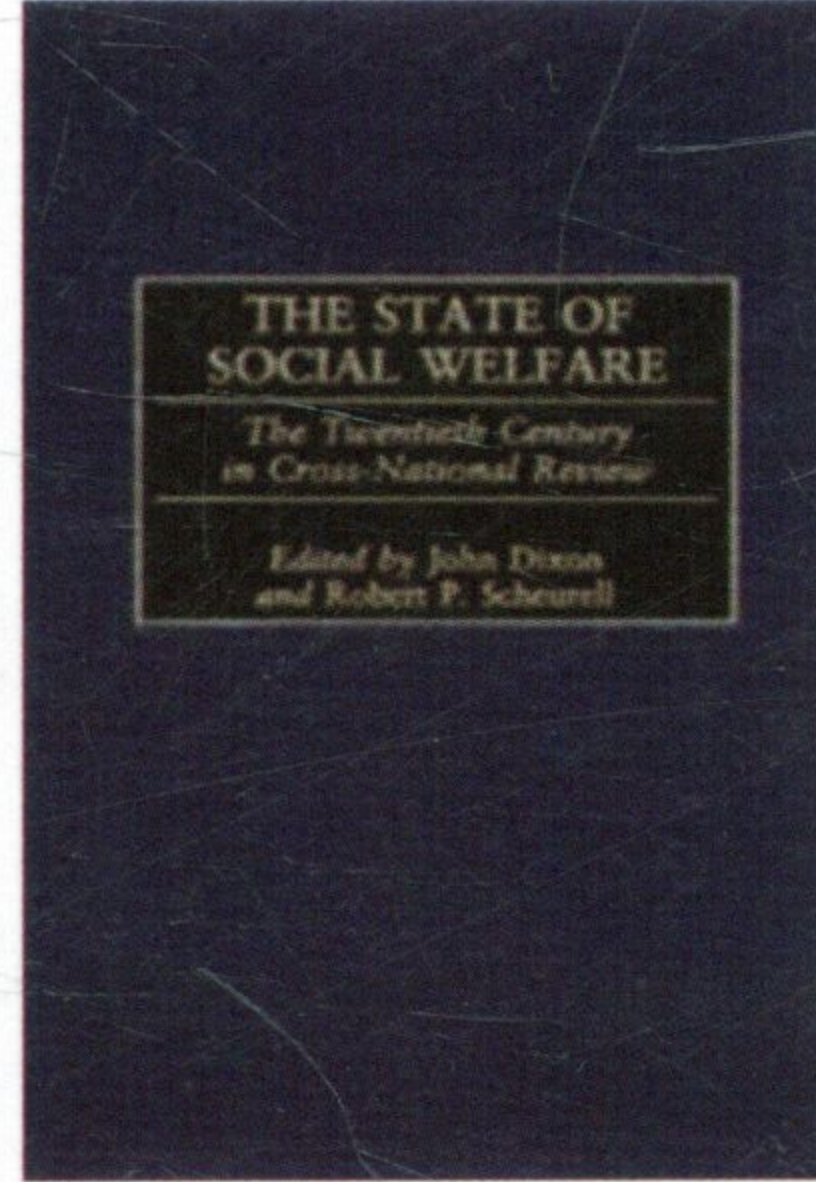 THE STATE OF
SOCIAL WELFARE
The Twentieth Century
in Cross-National Review
Edited by John Dixon
and Robert P. Scheurell